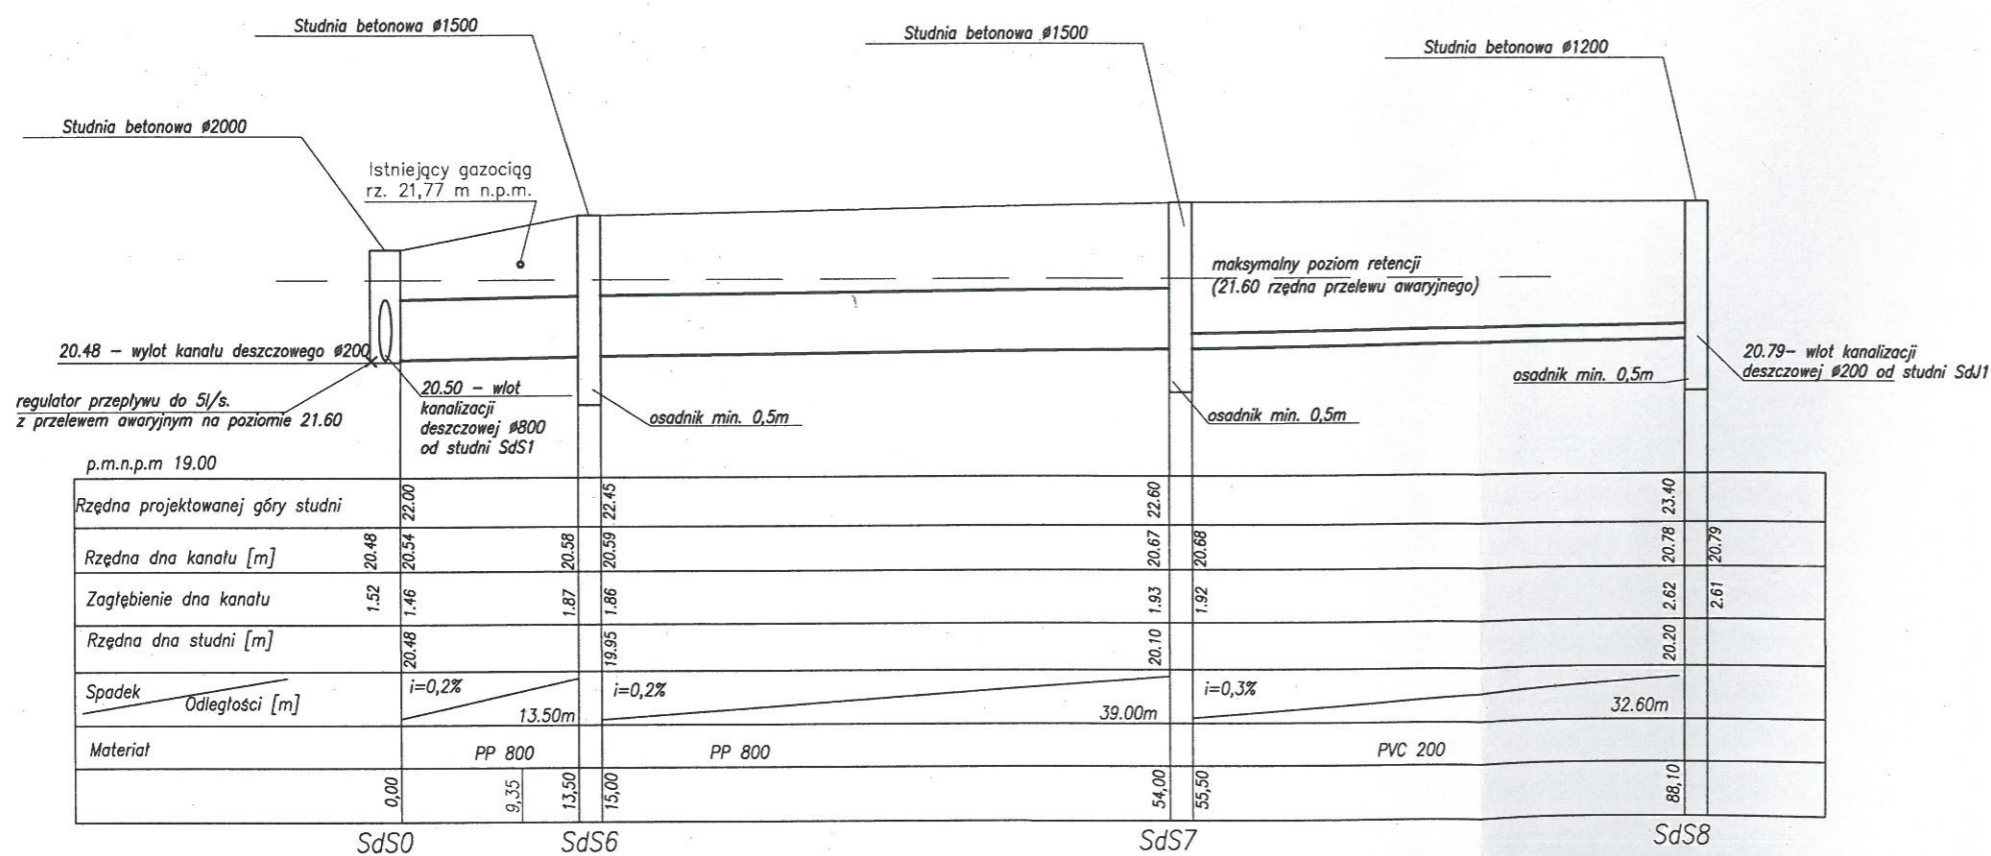 Studnia betonowa ø1500
Studnia betonowa ø1500
Studnia betonowa ø1200
Studnia betonowa ø2000
Istniejący gazociąg
rz. 21,77 m n.p.m.
maksymalny poziom retencji
(21.60 rzędna przelewu awaryjnego)
20.48 – wylot kanału deszczowego ø200
regulator przepływu do 5l/s.
z przelewem awaryjnym na poziomie 21.60
20.50 – wlot
kanalizacji
deszczowej ø800
od studni SdS1
osadnik min. 0,5m
osadnik min. 0,5m
osadnik min. 0,5m
20.79– wlot kanalizacji
deszczowej ø200 od studni SdJ1
p.m.n.p.m 19.00
Rzędna projektowanej góry studni 22.00 22.45 22.60 23.40
Rzędna dna kanału [m] 20.48 20.54 20.58 20.59 20.67 20.68 20.78 20.79
Zagłębienie dna kanału 1.52 1.46 1.87 1.86 1.93 1.92 2.62 2.61
Rzędna dna studni [m] 20.48 19.95 20.10 20.20
Spadek i=0,2% i=0,2% i=0,3%
Odległości [m] 13.50m 39.00m 32.60m
Materiał PP 800 PP 800 PVC 200
0,00 9,35 13,50 15,00 54,00 55,50 88,10
SdS0 SdS6 SdS7 SdS8